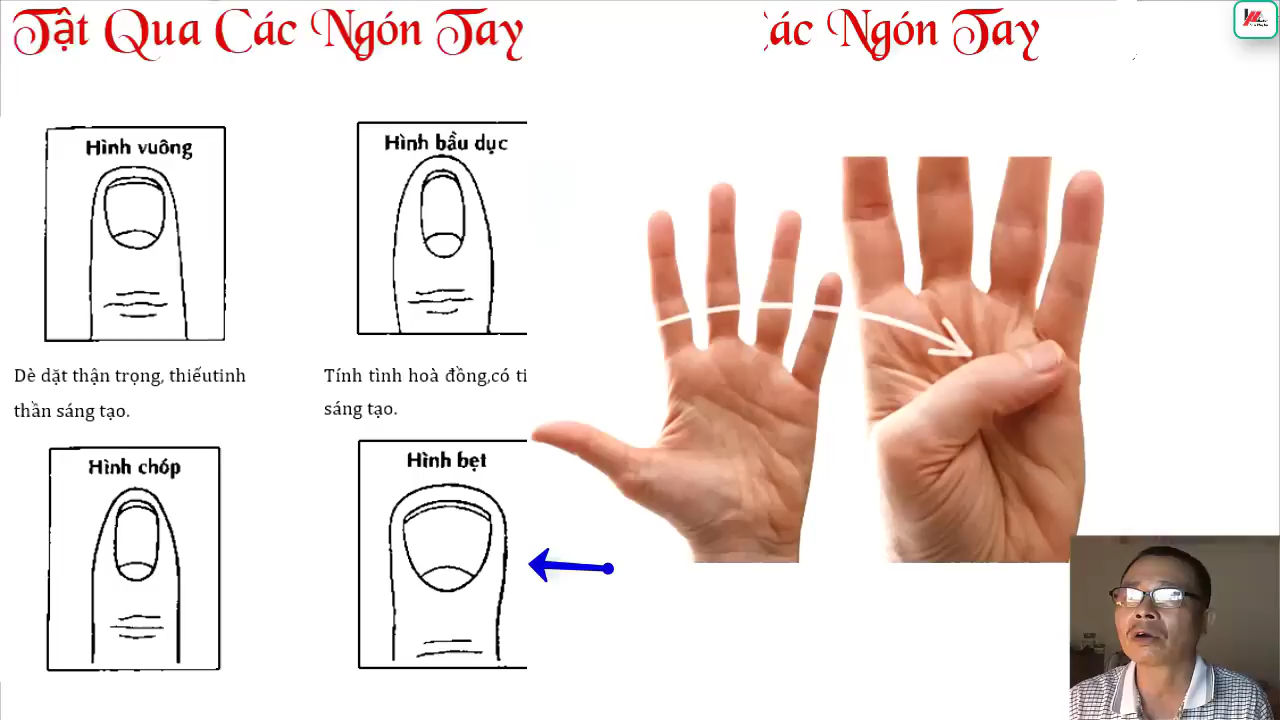 Tật Qua Các Ngón Tay
Các Ngón Tay
Hình vuông
Hình bầu dục
Dè dặt thận trọng, thiếutinh
thần sáng tạo.
Tính tình hoà đồng,có ti
sáng tạo.
Hình chóp
Hình bẹt